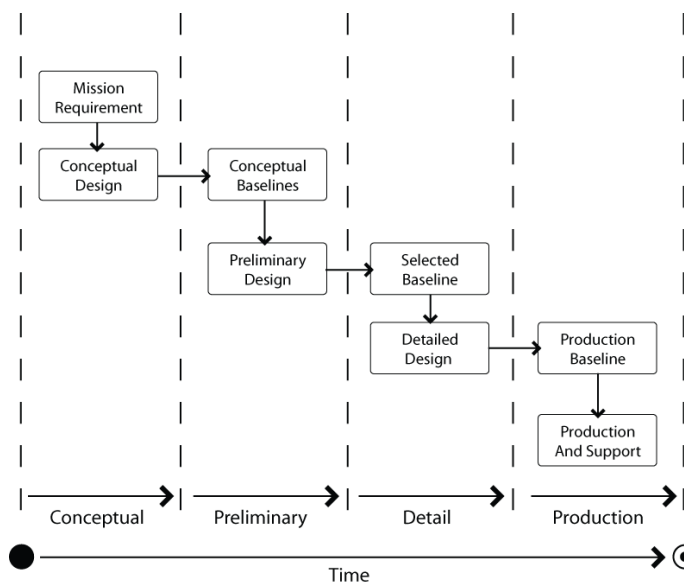 Mission
Requirement
Conceptual
Design
Conceptual
Baselines
Preliminary
Design
Selected
Baseline
Detailed
Design
Production
Baseline
Production
And Support
Conceptual
Preliminary
Detail
Production
Time